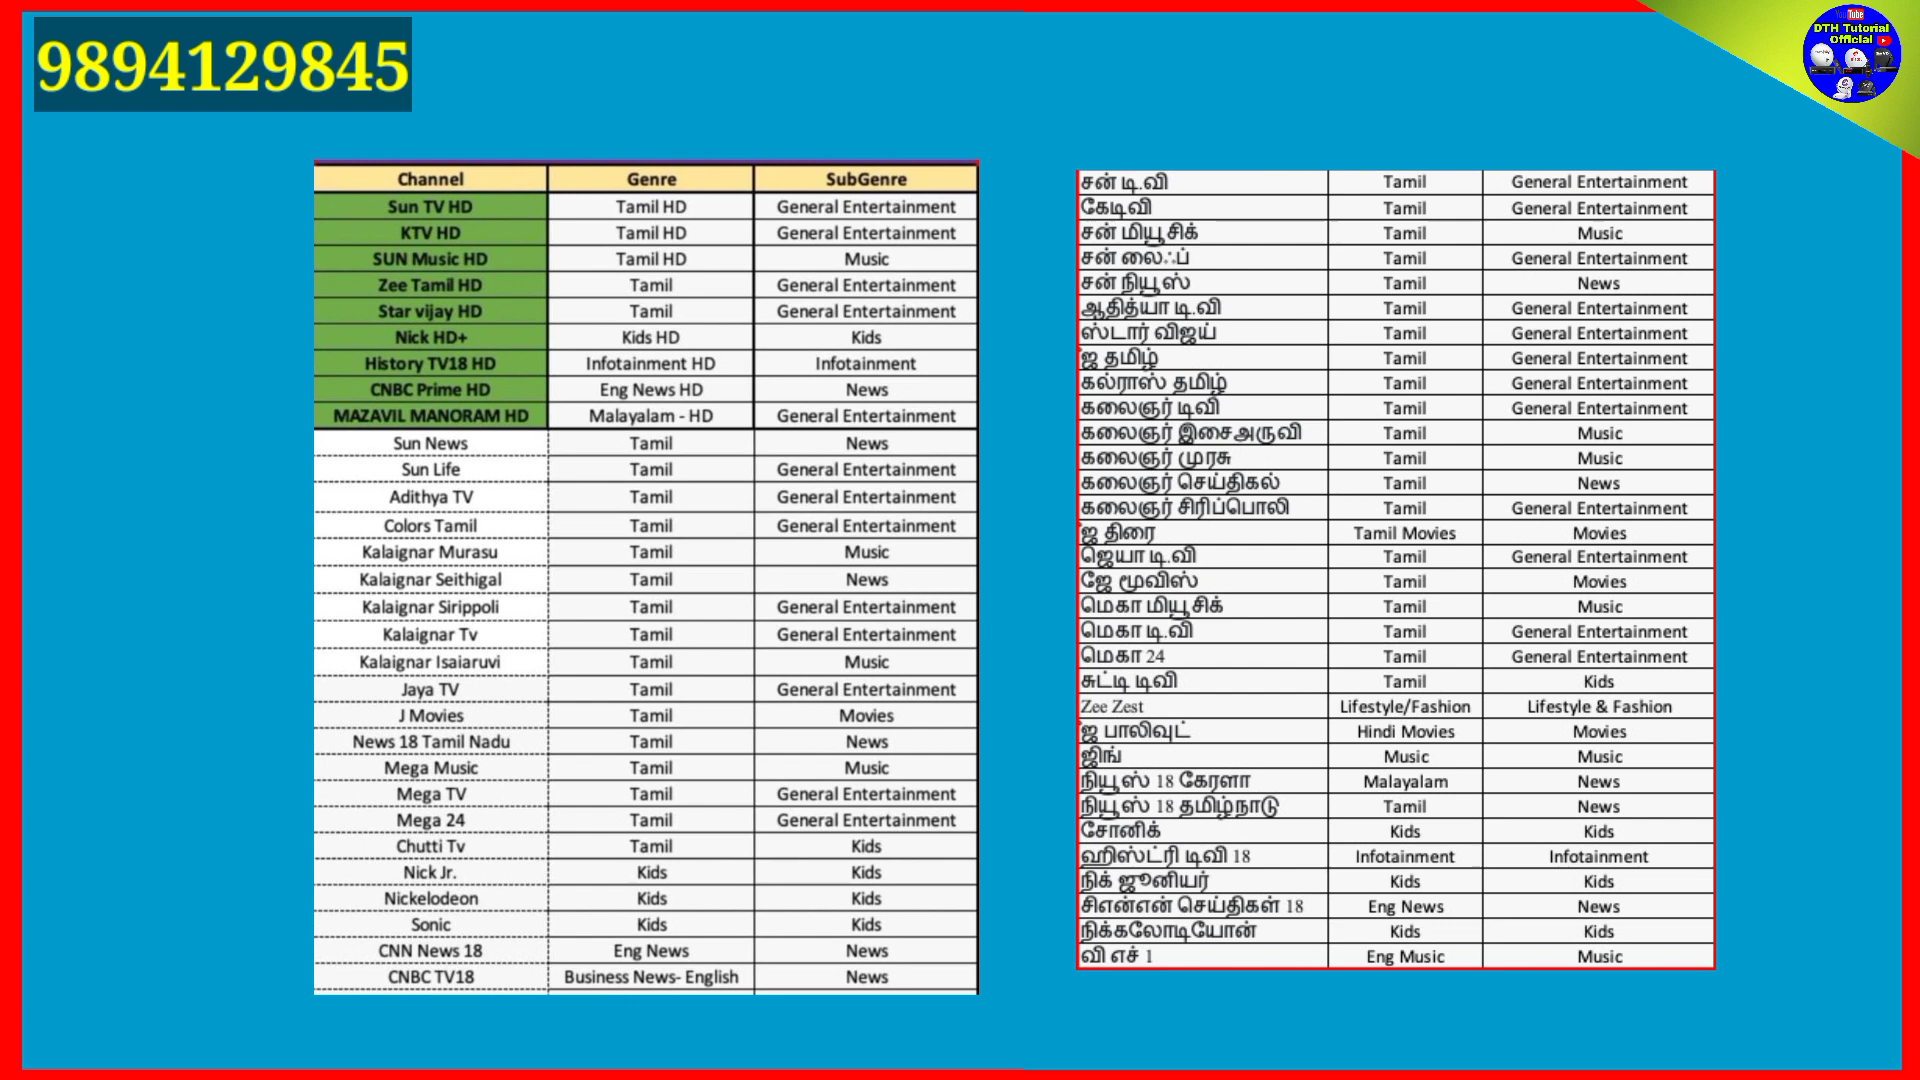 9894129845
YouTube
DTH Tutorial
Official
Channel Genre SubGenre
Sun TV HD Tamil HD General Entertainment
KTV HD Tamil HD General Entertainment
SUN Music HD Tamil HD Music
Zee Tamil HD Tamil General Entertainment
Star vijay HD Tamil General Entertainment
Nick HD+ Kids HD Kids
History TV18 HD Infotainment HD Infotainment
CNBC Prime HD Eng News HD News
MAZAVIL MANORAM HD Malayalam - HD General Entertainment
Sun News Tamil News
Sun Life Tamil General Entertainment
Adithya TV Tamil General Entertainment
Colors Tamil Tamil General Entertainment
Kalaignar Murasu Tamil Music
Kalaignar Seithigal Tamil News
Kalaignar Sirippoli Tamil General Entertainment
Kalaignar Tv Tamil General Entertainment
Kalaignar Isaiaruvi Tamil Music
Jaya TV Tamil General Entertainment
J Movies Tamil Movies
News 18 Tamil Nadu Tamil News
Mega Music Tamil Music
Mega TV Tamil General Entertainment
Mega 24 Tamil General Entertainment
Chutti Tv Tamil Kids
Nick Jr. Kids Kids
Nickelodeon Kids Kids
Sonic Kids Kids
CNN News 18 Eng News News
CNBC TV18 Business News- English News
சன் டி.வி Tamil General Entertainment
கேடிவி Tamil General Entertainment
சன் மியூசிக் Tamil Music
சன் லைஃப் Tamil General Entertainment
சன் நியூஸ் Tamil News
ஆதித்யா டி.வி Tamil General Entertainment
ஸ்டார் விஜய் Tamil General Entertainment
ஜ தமிழ் Tamil General Entertainment
கல்ராஸ் தமிழ் Tamil General Entertainment
கலைஞர் டிவி Tamil General Entertainment
கலைஞர் இசைஅருவி Tamil Music
கலைஞர் முரசு Tamil Music
கலைஞர் செய்திகல் Tamil News
கலைஞர் சிரிப்பொலி Tamil General Entertainment
ஜ திரை Tamil Movies Movies
ஜெயா டி.வி Tamil General Entertainment
ஜே மூவிஸ் Tamil Movies
மெகா மியூசிக் Tamil Music
மெகா டி.வி Tamil General Entertainment
மெகா 24 Tamil General Entertainment
சுட்டி டிவி Tamil Kids
Zee Zest Lifestyle/Fashion Lifestyle & Fashion
ஜ பாலிவுட் Hindi Movies Movies
ஜிங் Music Music
நியூஸ் 18 கேரளா Malayalam News
நியூஸ் 18 தமிழ்நாடு Tamil News
சோனிக் Kids Kids
ஹிஸ்ட்ரி டிவி 18 Infotainment Infotainment
நிக் ஜூனியர் Kids Kids
சிஎன்என் செய்திகள் 18 Eng News News
நிக்கலோடியோன் Kids Kids
வி எச் 1 Eng Music Music